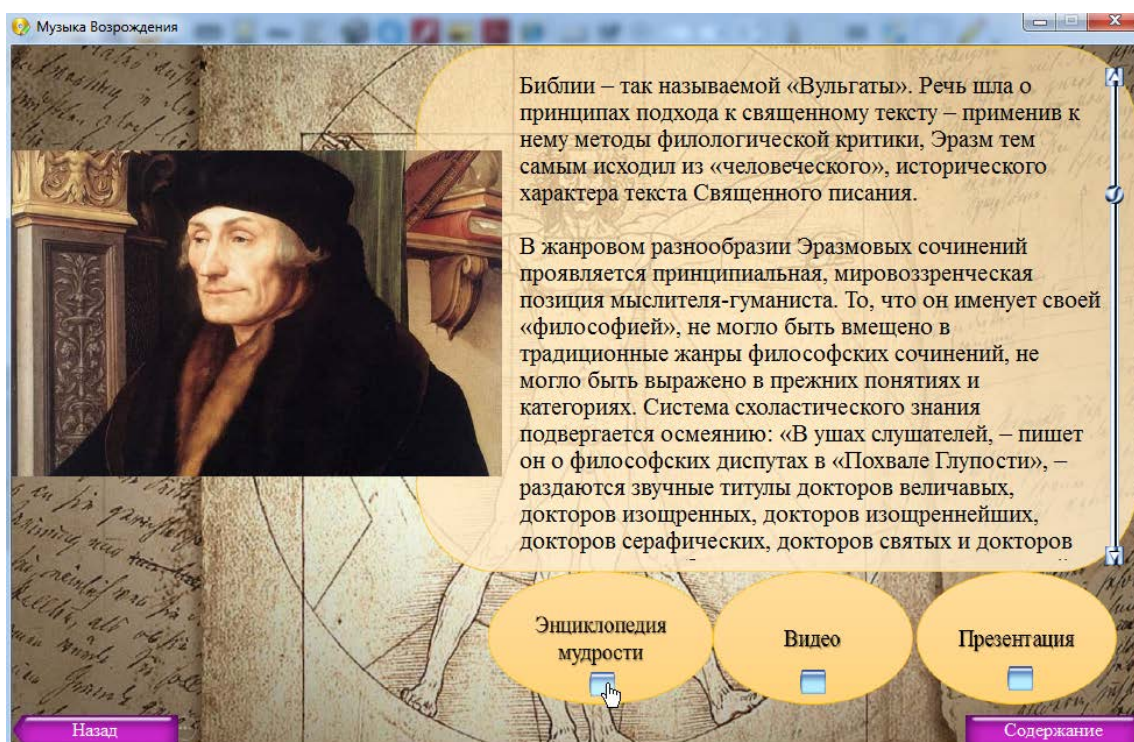 Музыка Возрождения
Библии – так называемой «Вульгаты». Речь шла о
принципах подхода к священному тексту – применив к
нему методы филологической критики, Эразм тем
самым исходил из «человеческого», исторического
характера текста Священного писания.
В жанровом разнообразии Эразмовых сочинений
проявляется принципиальная, мировоззренческая
позиция мыслителя-гуманиста. То, что он именует своей
«философией», не могло быть вмещено в
традиционные жанры философских сочинений, не
могло быть выражено в прежних понятиях и
категориях. Система схоластического знания
подвергается осмеянию: «В ушах слушателей, – пишет
он о философских диспутах в «Похвале Глупости», –
раздаются звучные титулы докторов величавых,
докторов изощренных, докторов изощреннейших,
докторов серафических, докторов святых и докторов
Энциклопедия
мудрости
Видео
Презентация
Назад
Содержание